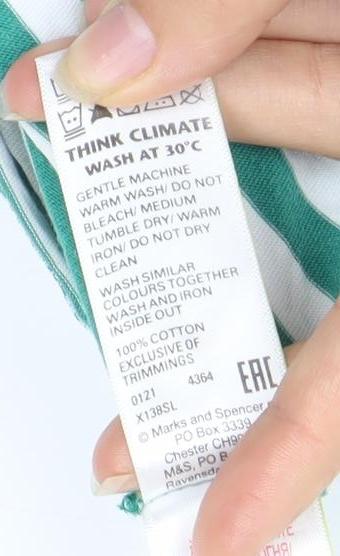 THINK CLIMATE
WASH AT 30°C
GENTLE MACHINE
WARM WASH/ DO NOT
BLEACH/ MEDIUM
TUMBLE DRY/ WARM
IRON/ DO NOT DRY
CLEAN
WASH SIMILAR
COLOURS TOGETHER
WASH AND IRON
INSIDE OUT
100% COTTON
EXCLUSIVE OF
TRIMMINGS
0121 4364 EAC
X138SL
© Marks and Spencer
PO Box 3339
Chester CH99
M&S, PO B
Ravensd